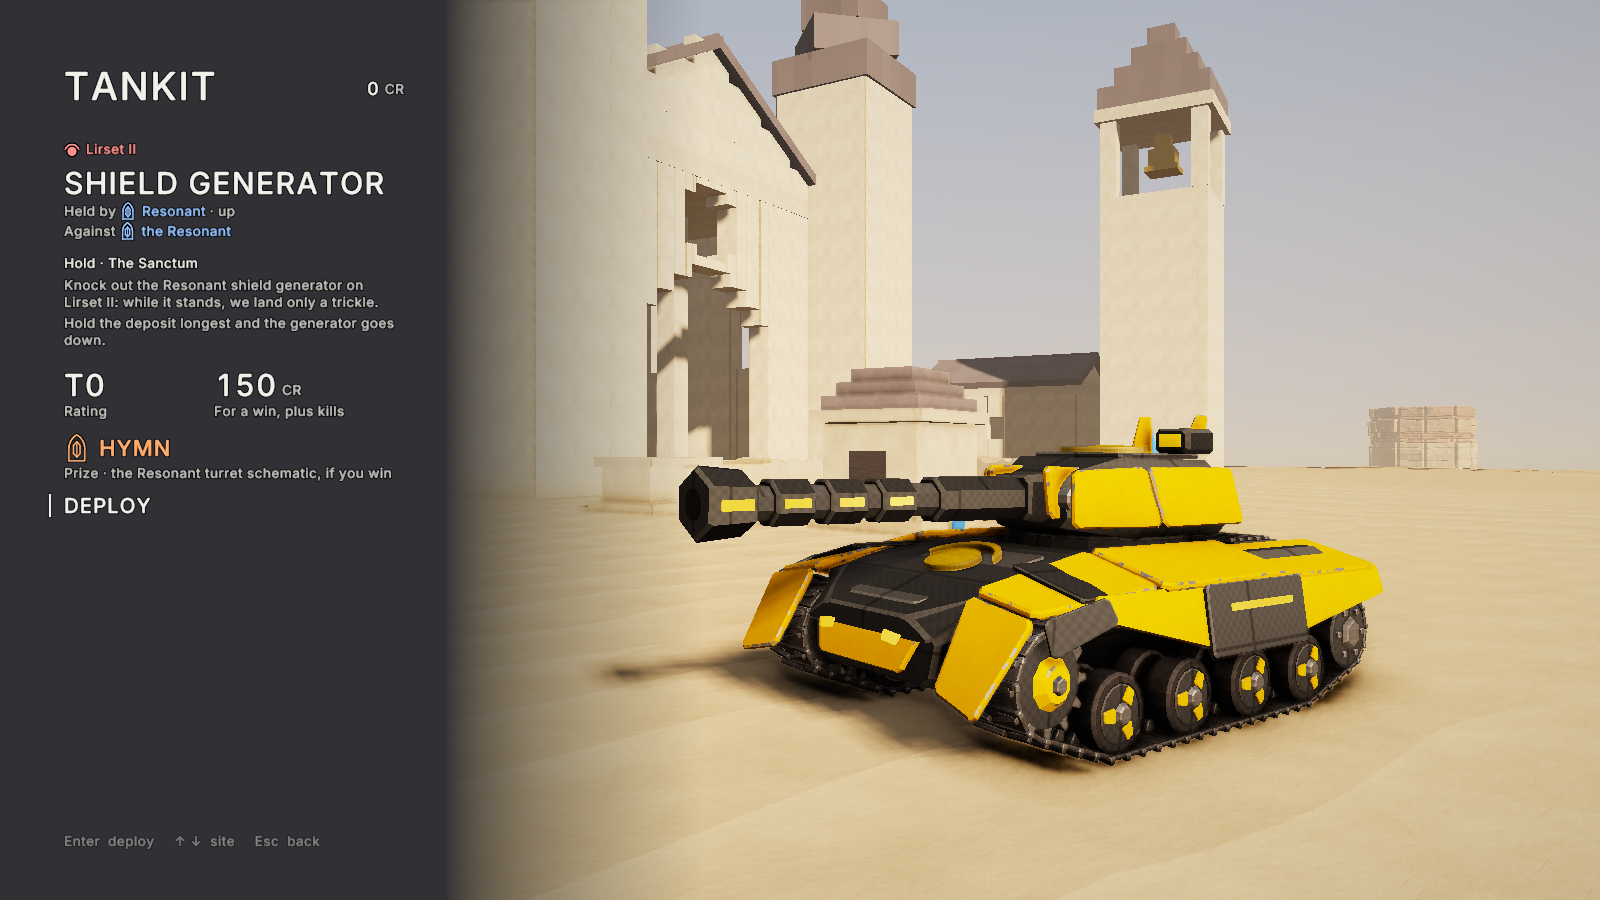 TANKIT
0 CR
Lirset II
SHIELD GENERATOR
Held by Resonant · up
Against the Resonant
Hold · The Sanctum
Knock out the Resonant shield generator on
Lirset II: while it stands, we land only a trickle.
Hold the deposit longest and the generator goes
down.
T0
150 CR
Rating
For a win, plus kills
HYMN
Prize · the Resonant turret schematic, if you win
DEPLOY
Enter deploy ↑ ↓ site Esc back